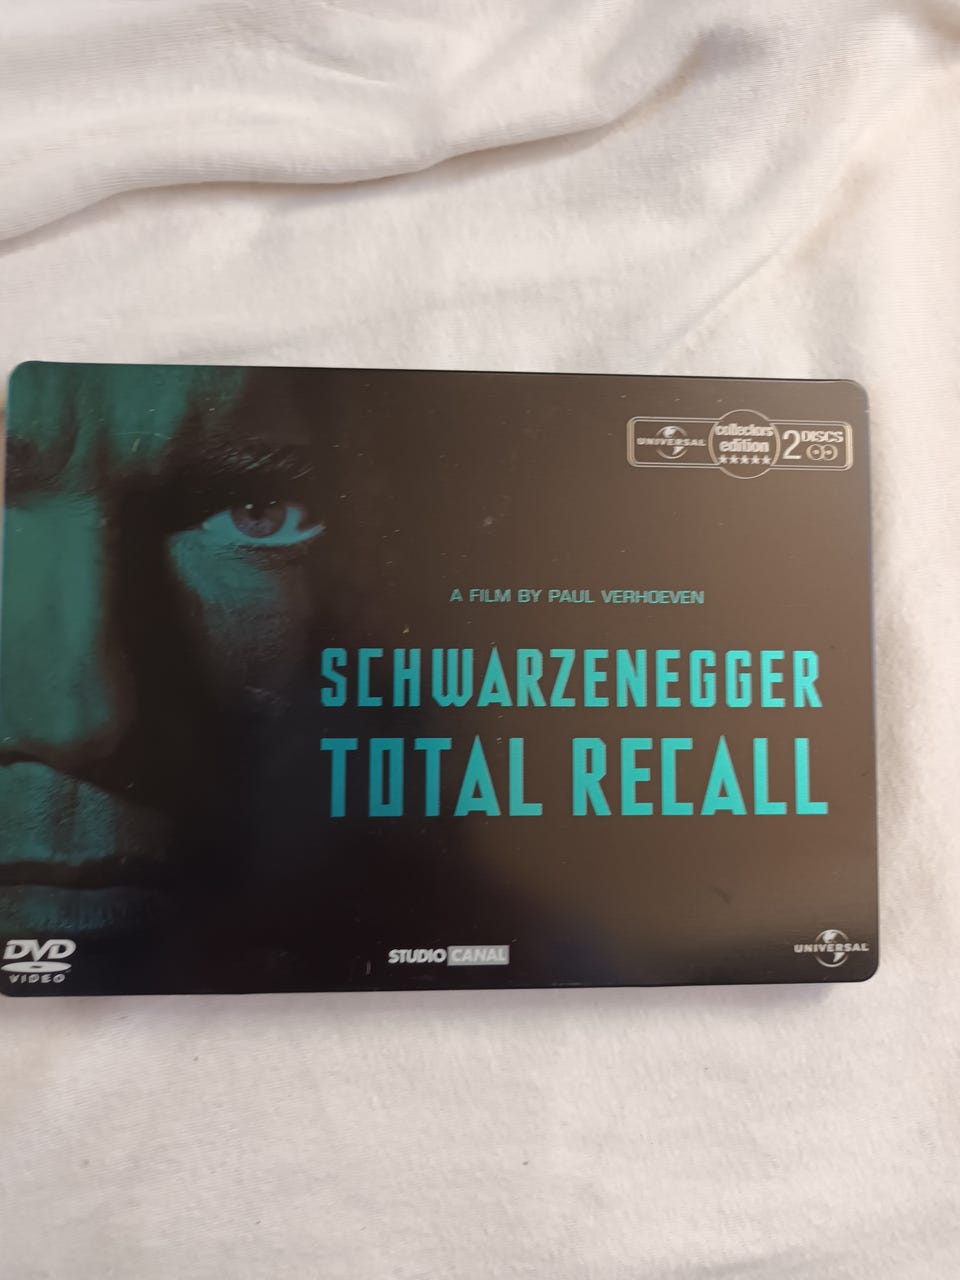 UNIVERSAL
collectors
edition
★★★★★
2 DISCS
A FILM BY PAUL VERHOEVEN
SCHWARZENEGGER
TOTAL RECALL
DVD
VIDEO
STUDIO CANAL
UNIVERSAL